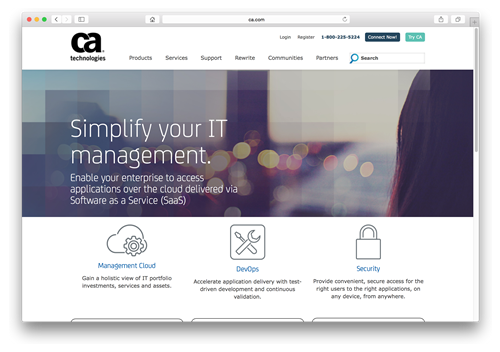 ca.com
ca
technologies
Login Register 1-800-225-5224 Connect Now! Try CA
Products Services Support Rewrite Communities Partners Search
Simplify your IT
management.
Enable your enterprise to access
applications over the cloud delivered via
Software as a Service (SaaS)
Management Cloud
Gain a holistic view of IT portfolio
investments, services and assets.
DevOps
Accelerate application delivery with test-
driven development and continuous
validation.
Security
Provide convenient, secure access for the
right users to the right applications, on
any device, from anywhere.